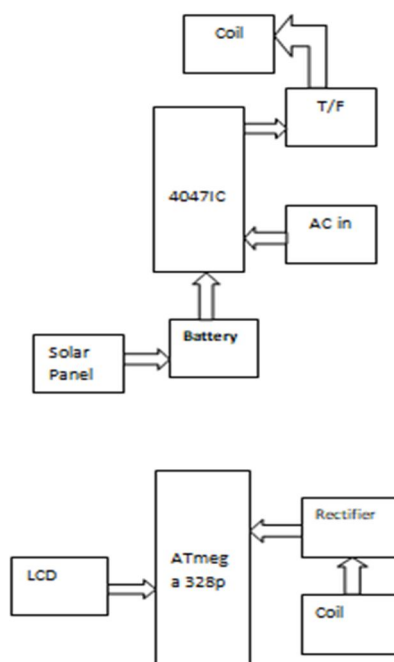 Coil
T/F
4047IC
AC in
Battery
Solar
Panel
Rectifier
ATmeg
a 328p
LCD
Coil